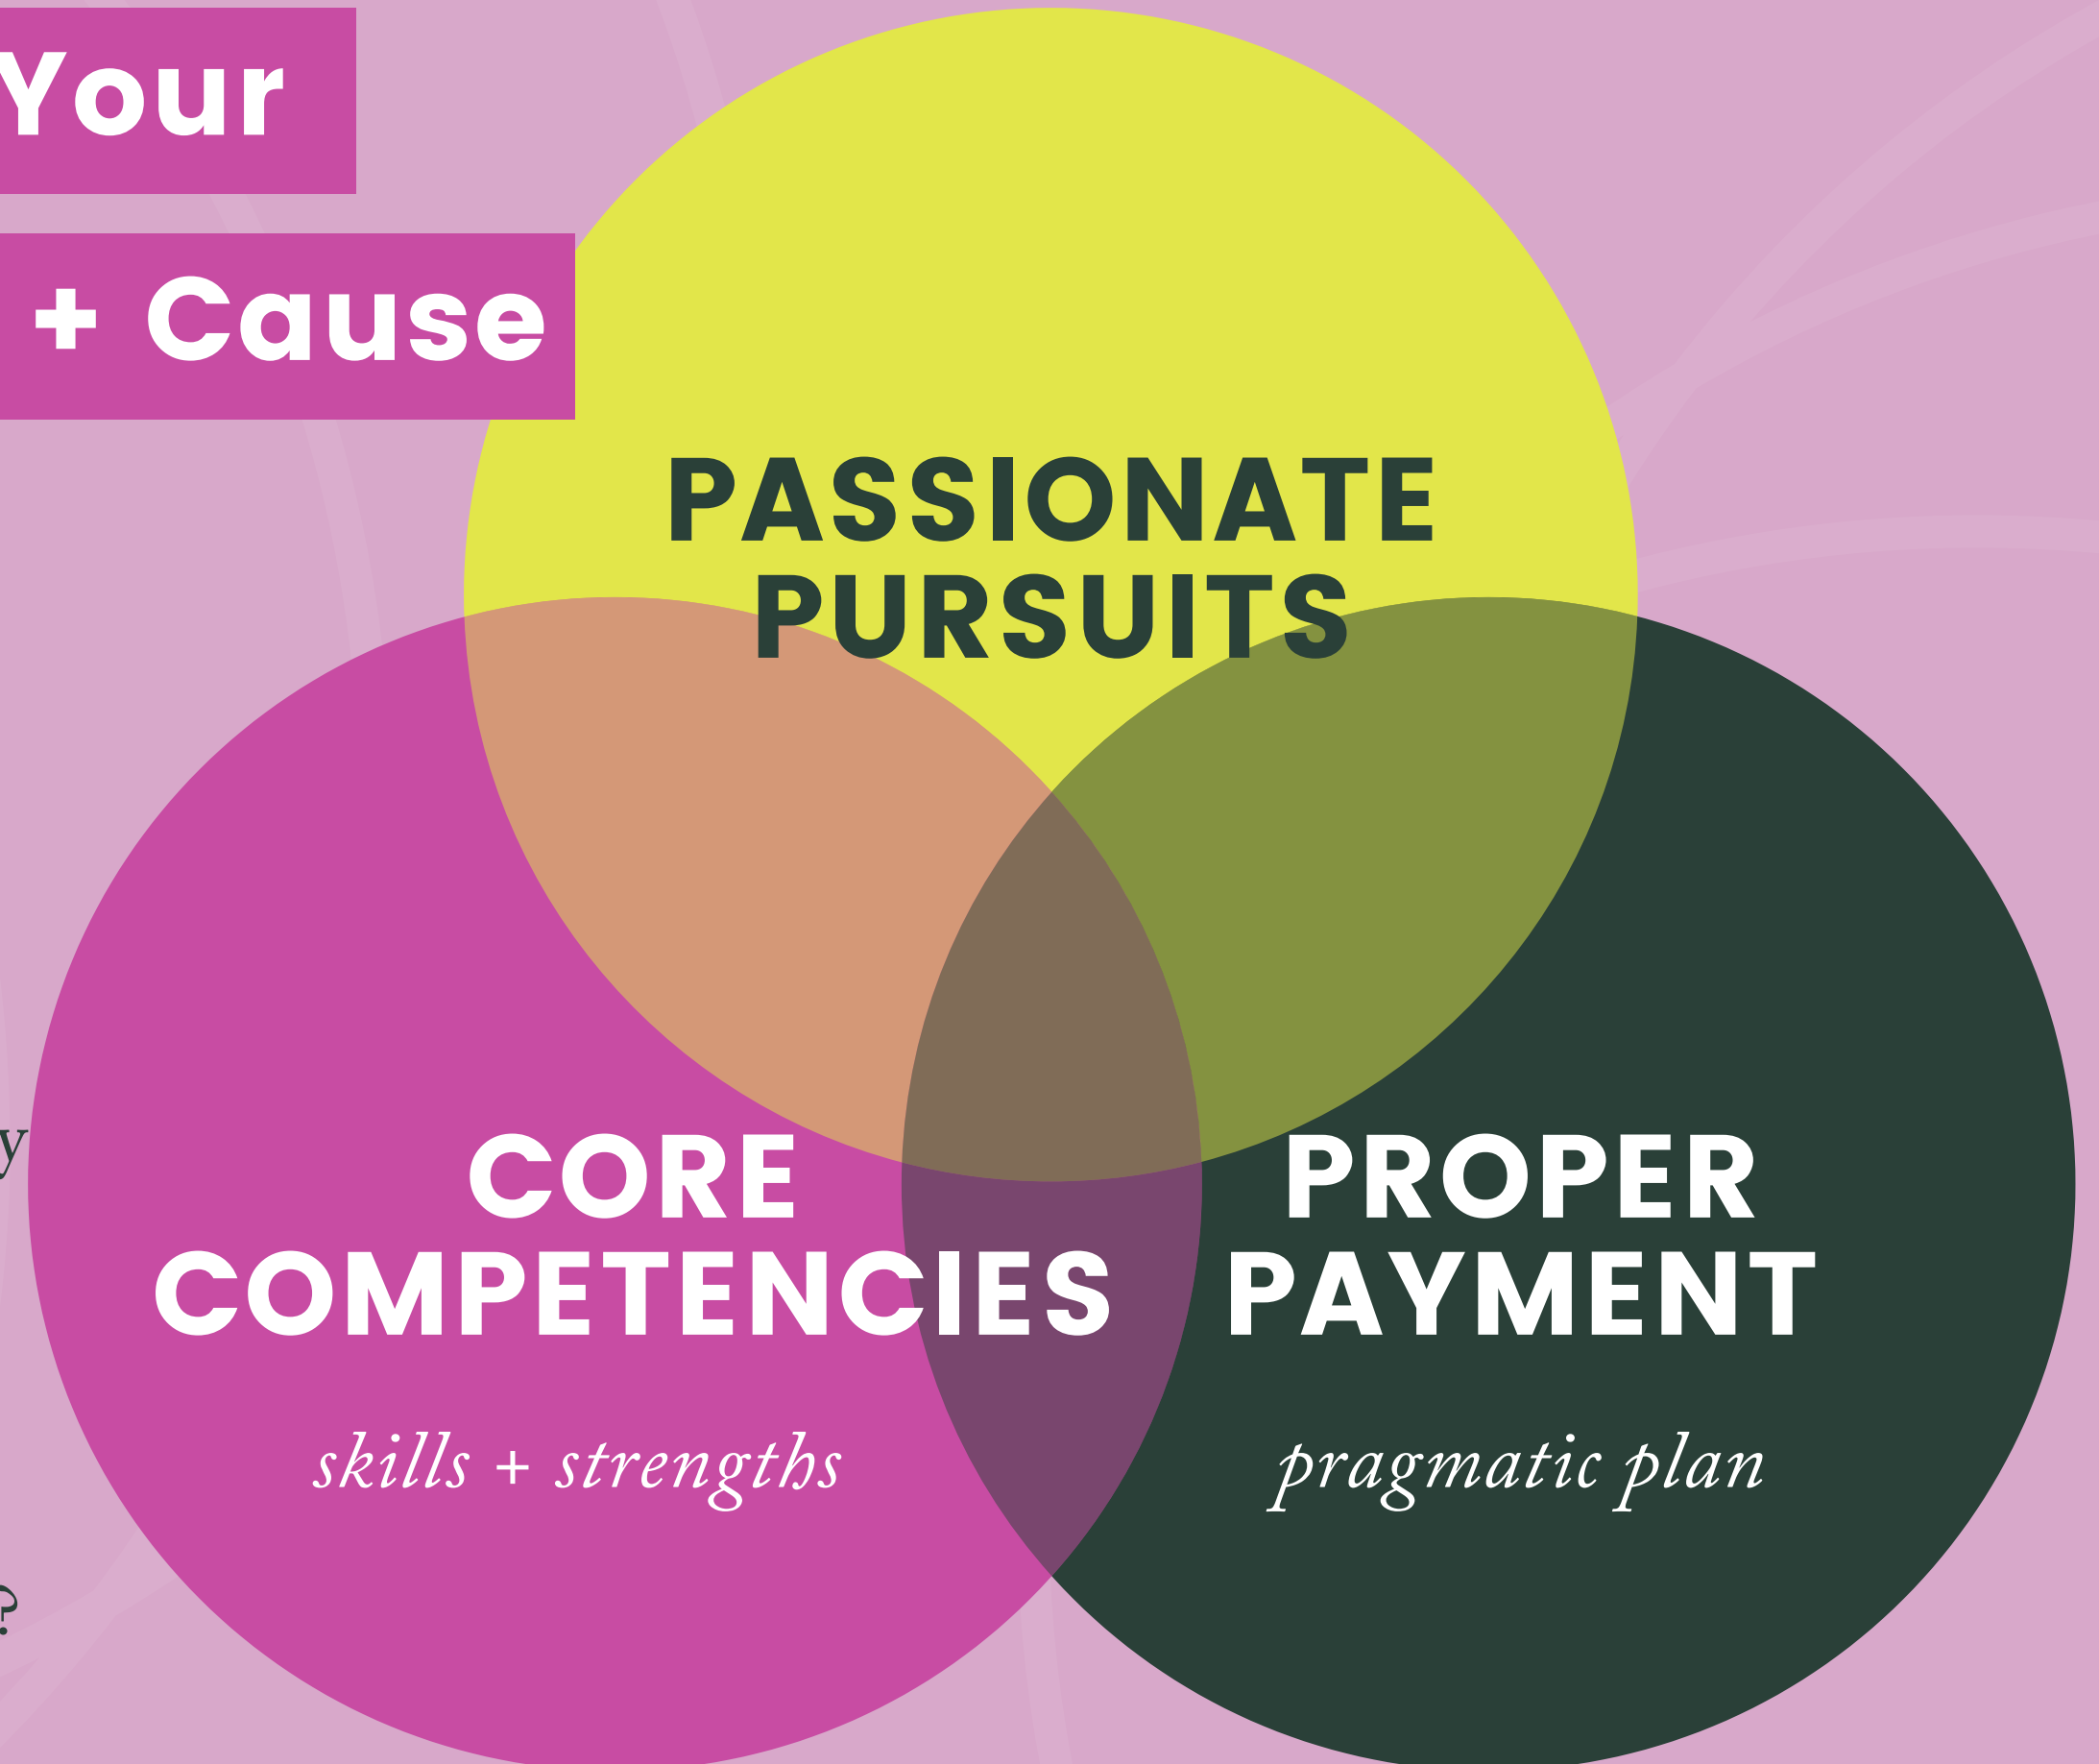 Your
+ Cause
PASSIONATE
PURSUITS
y
CORE
COMPETENCIES
skills + strengths
PROPER
PAYMENT
pragmatic plan
?